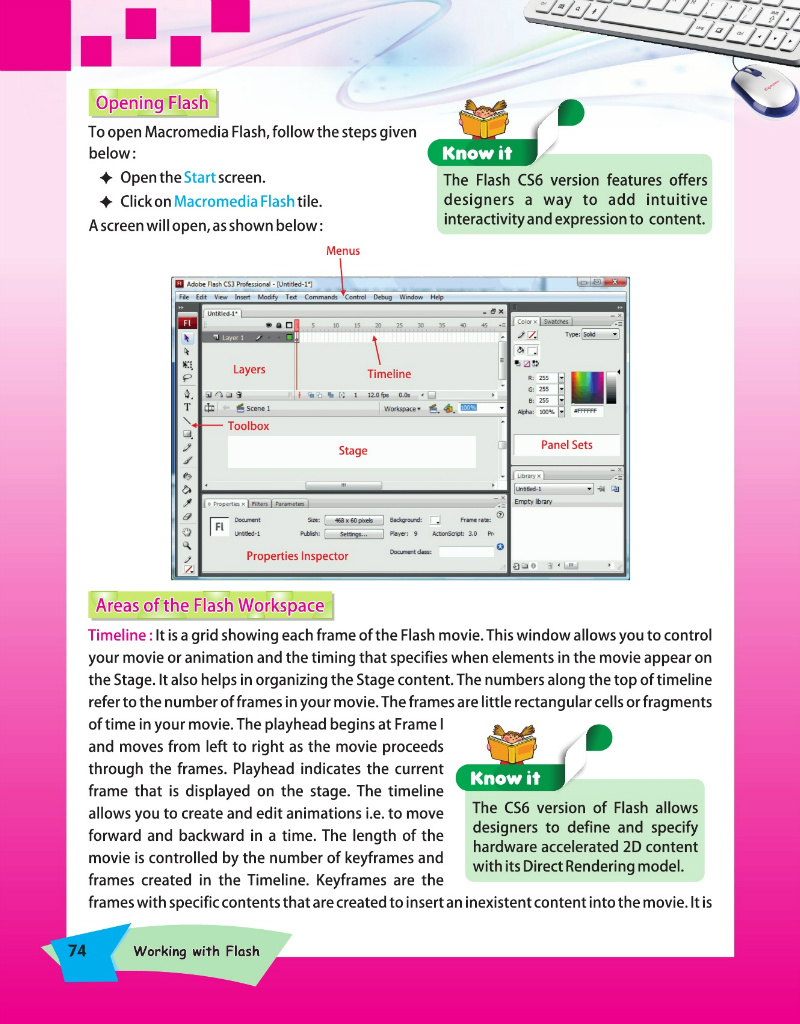 Opening Flash
To open Macromedia Flash, follow the steps given
below :
Open the Start screen.
Click on Macromedia Flash tile.
A screen will open, as shown below :
Know it
The Flash CS6 version features offers
designers a way to add intuitive
interactivity and expression to content.
Menus
Adobe Flash CS3 Professional - [Untitled-1*]
File Edit View Insert Modify Text Commands Control Debug Window Help
Untitled-1*
5 10 15 20 25 30 35 40 45
Layer 1
Layers
Timeline
1 12.0 fps 0.0s
Scene 1
Workspace
100%
Toolbox
Stage
Color x Swatches
Type: Solid
R: 255
G: 255
B: 255
Alpha: 100%
#FFFFFF
Panel Sets
Library x
Untitled-1
Empty library
Properties x Filters Parameters
Fl
Document
Untitled-1
Size: 468 x 60 pixels
Background:
Frame rate:
Publish: Settings...
Player: 9
ActionScript: 3.0
Pr
Document class:
Properties Inspector
Areas of the Flash Workspace
Timeline : It is a grid showing each frame of the Flash movie. This window allows you to control
your movie or animation and the timing that specifies when elements in the movie appear on
the Stage. It also helps in organizing the Stage content. The numbers along the top of timeline
refer to the number of frames in your movie. The frames are little rectangular cells or fragments
of time in your movie. The playhead begins at Frame I
and moves from left to right as the movie proceeds
through the frames. Playhead indicates the current
frame that is displayed on the stage. The timeline
allows you to create and edit animations i.e. to move
forward and backward in a time. The length of the
movie is controlled by the number of keyframes and
frames created in the Timeline. Keyframes are the
frames with specific contents that are created to insert an inexistent content into the movie. It is
Know it
The CS6 version of Flash allows
designers to define and specify
hardware accelerated 2D content
with its Direct Rendering model.
74
Working with Flash